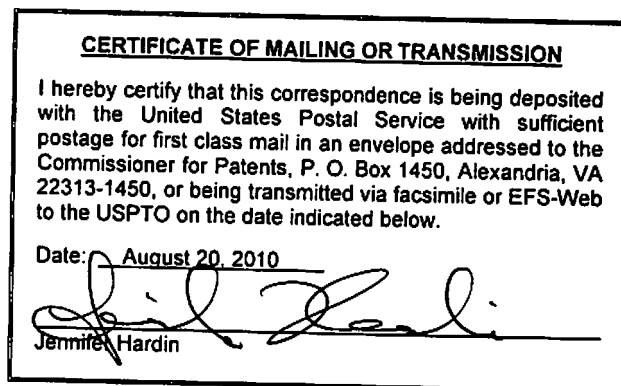 CERTIFICATE OF MAILING OR TRANSMISSION
I hereby certify that this correspondence is being deposited
with the United States Postal Service with sufficient
postage for first class mail in an envelope addressed to the
Commissioner for Patents, P. O. Box 1450, Alexandria, VA
22313-1450, or being transmitted via facsimile or EFS-Web
to the USPTO on the date indicated below.
Date: August 20, 2010
Jennifer Hardin